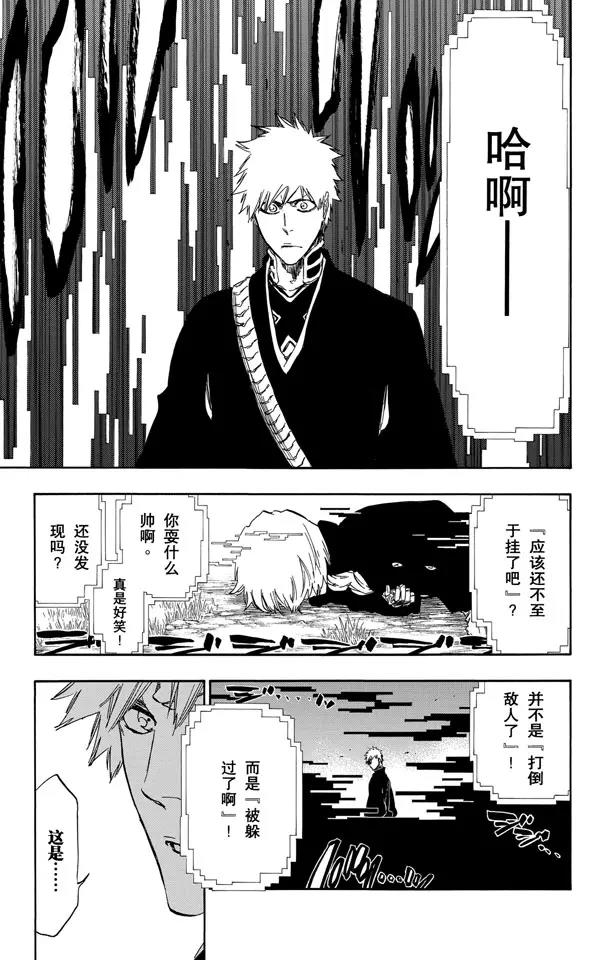 哈
啊
——
『应该还不至
于挂了吧』？
你耍什么
帅啊。
真是好笑！
还没发
现吗？
并不是『打倒
敌人了』！
而是『被躲
过了啊』！
这是……